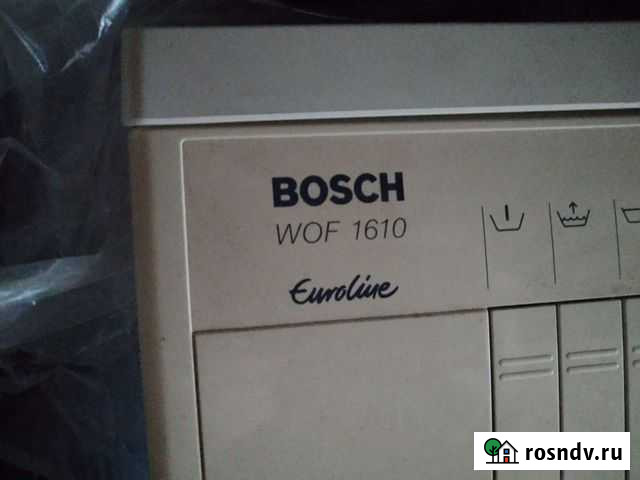 BOSCH
WOF 1610
Euroline
rosndv.ru